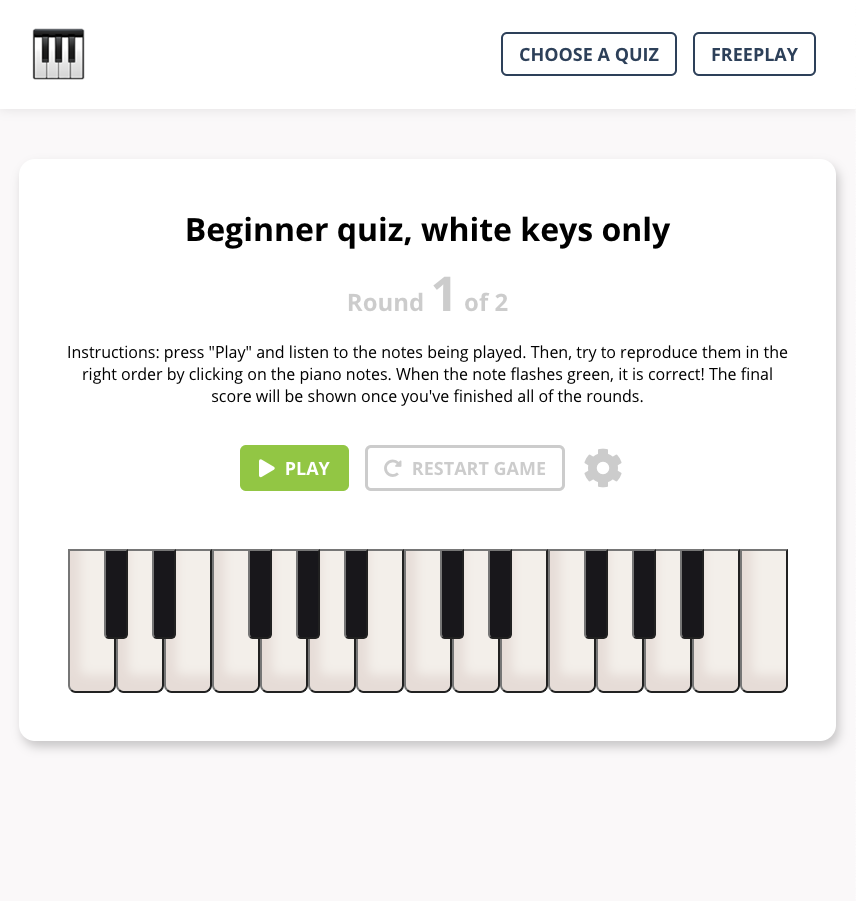 CHOOSE A QUIZ
FREEPLAY
Beginner quiz, white keys only
Round 1 of 2
Instructions: press "Play" and listen to the notes being played. Then, try to reproduce them in the
right order by clicking on the piano notes. When the note flashes green, it is correct! The final
score will be shown once you've finished all of the rounds.
PLAY
RESTART GAME